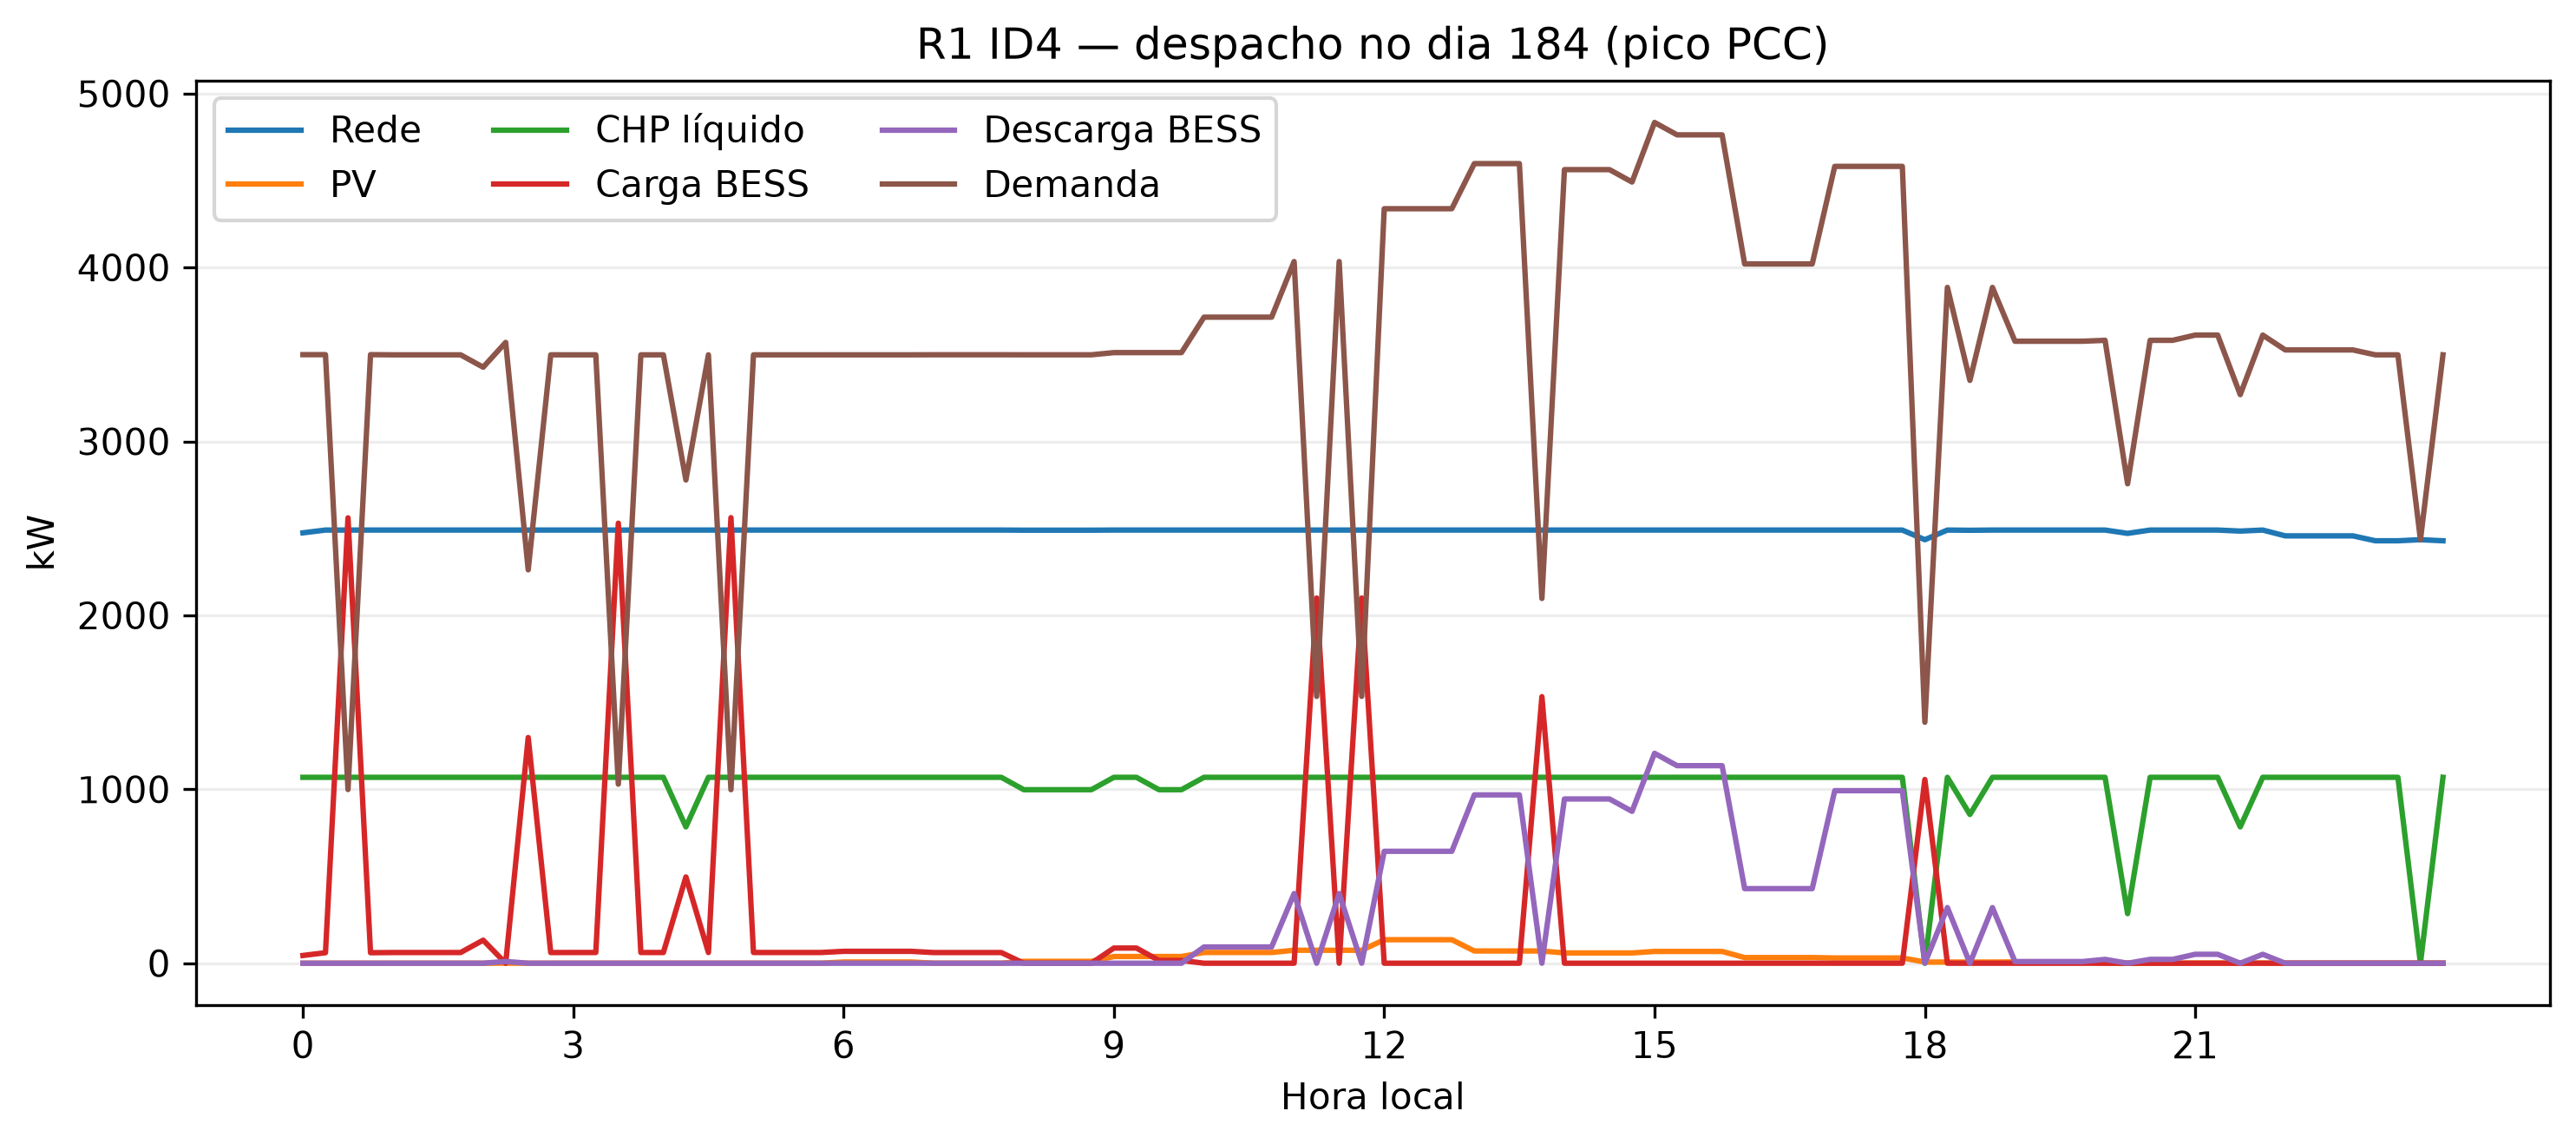 R1 ID4 — despacho no dia 184 (pico PCC)
Rede
PV
CHP líquido
Carga BESS
Descarga BESS
Demanda
5000
4000
3000
2000
1000
0
kW
0 3 6 9 12 15 18 21
Hora local